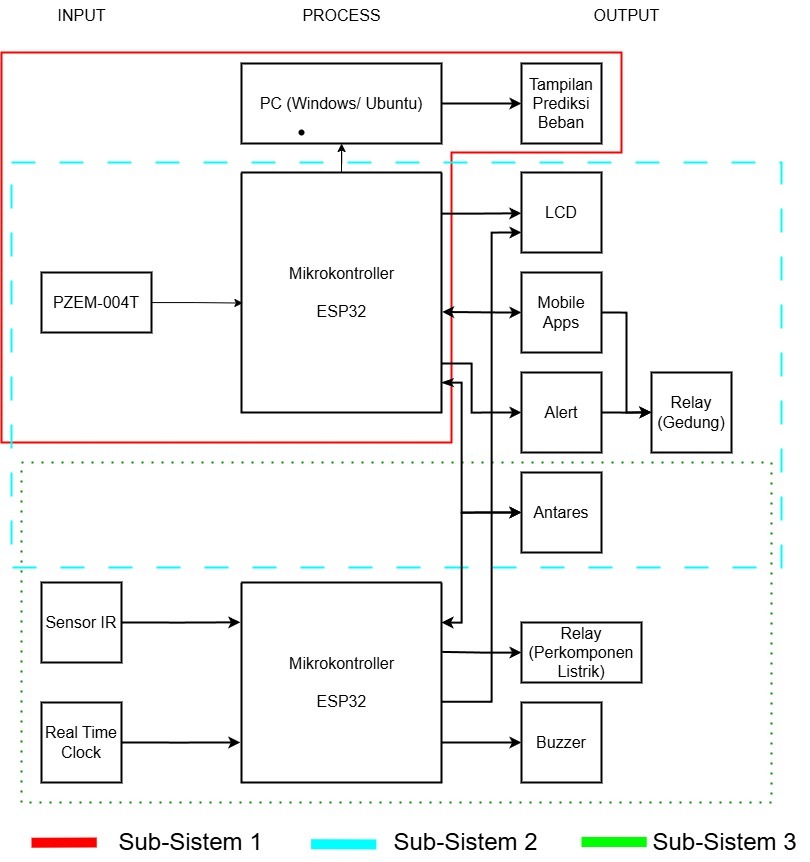 INPUT
PROCESS
OUTPUT
PC (Windows/ Ubuntu)
Tampilan
Prediksi
Beban
LCD
Mikrokontroller
ESP32
PZEM-004T
Mobile
Apps
Alert
Relay
(Gedung)
Antares
Sensor IR
Mikrokontroller
ESP32
Relay
(Perkomponen
Listrik)
Real Time
Clock
Buzzer
Sub-Sistem 1
Sub-Sistem 2
Sub-Sistem 3